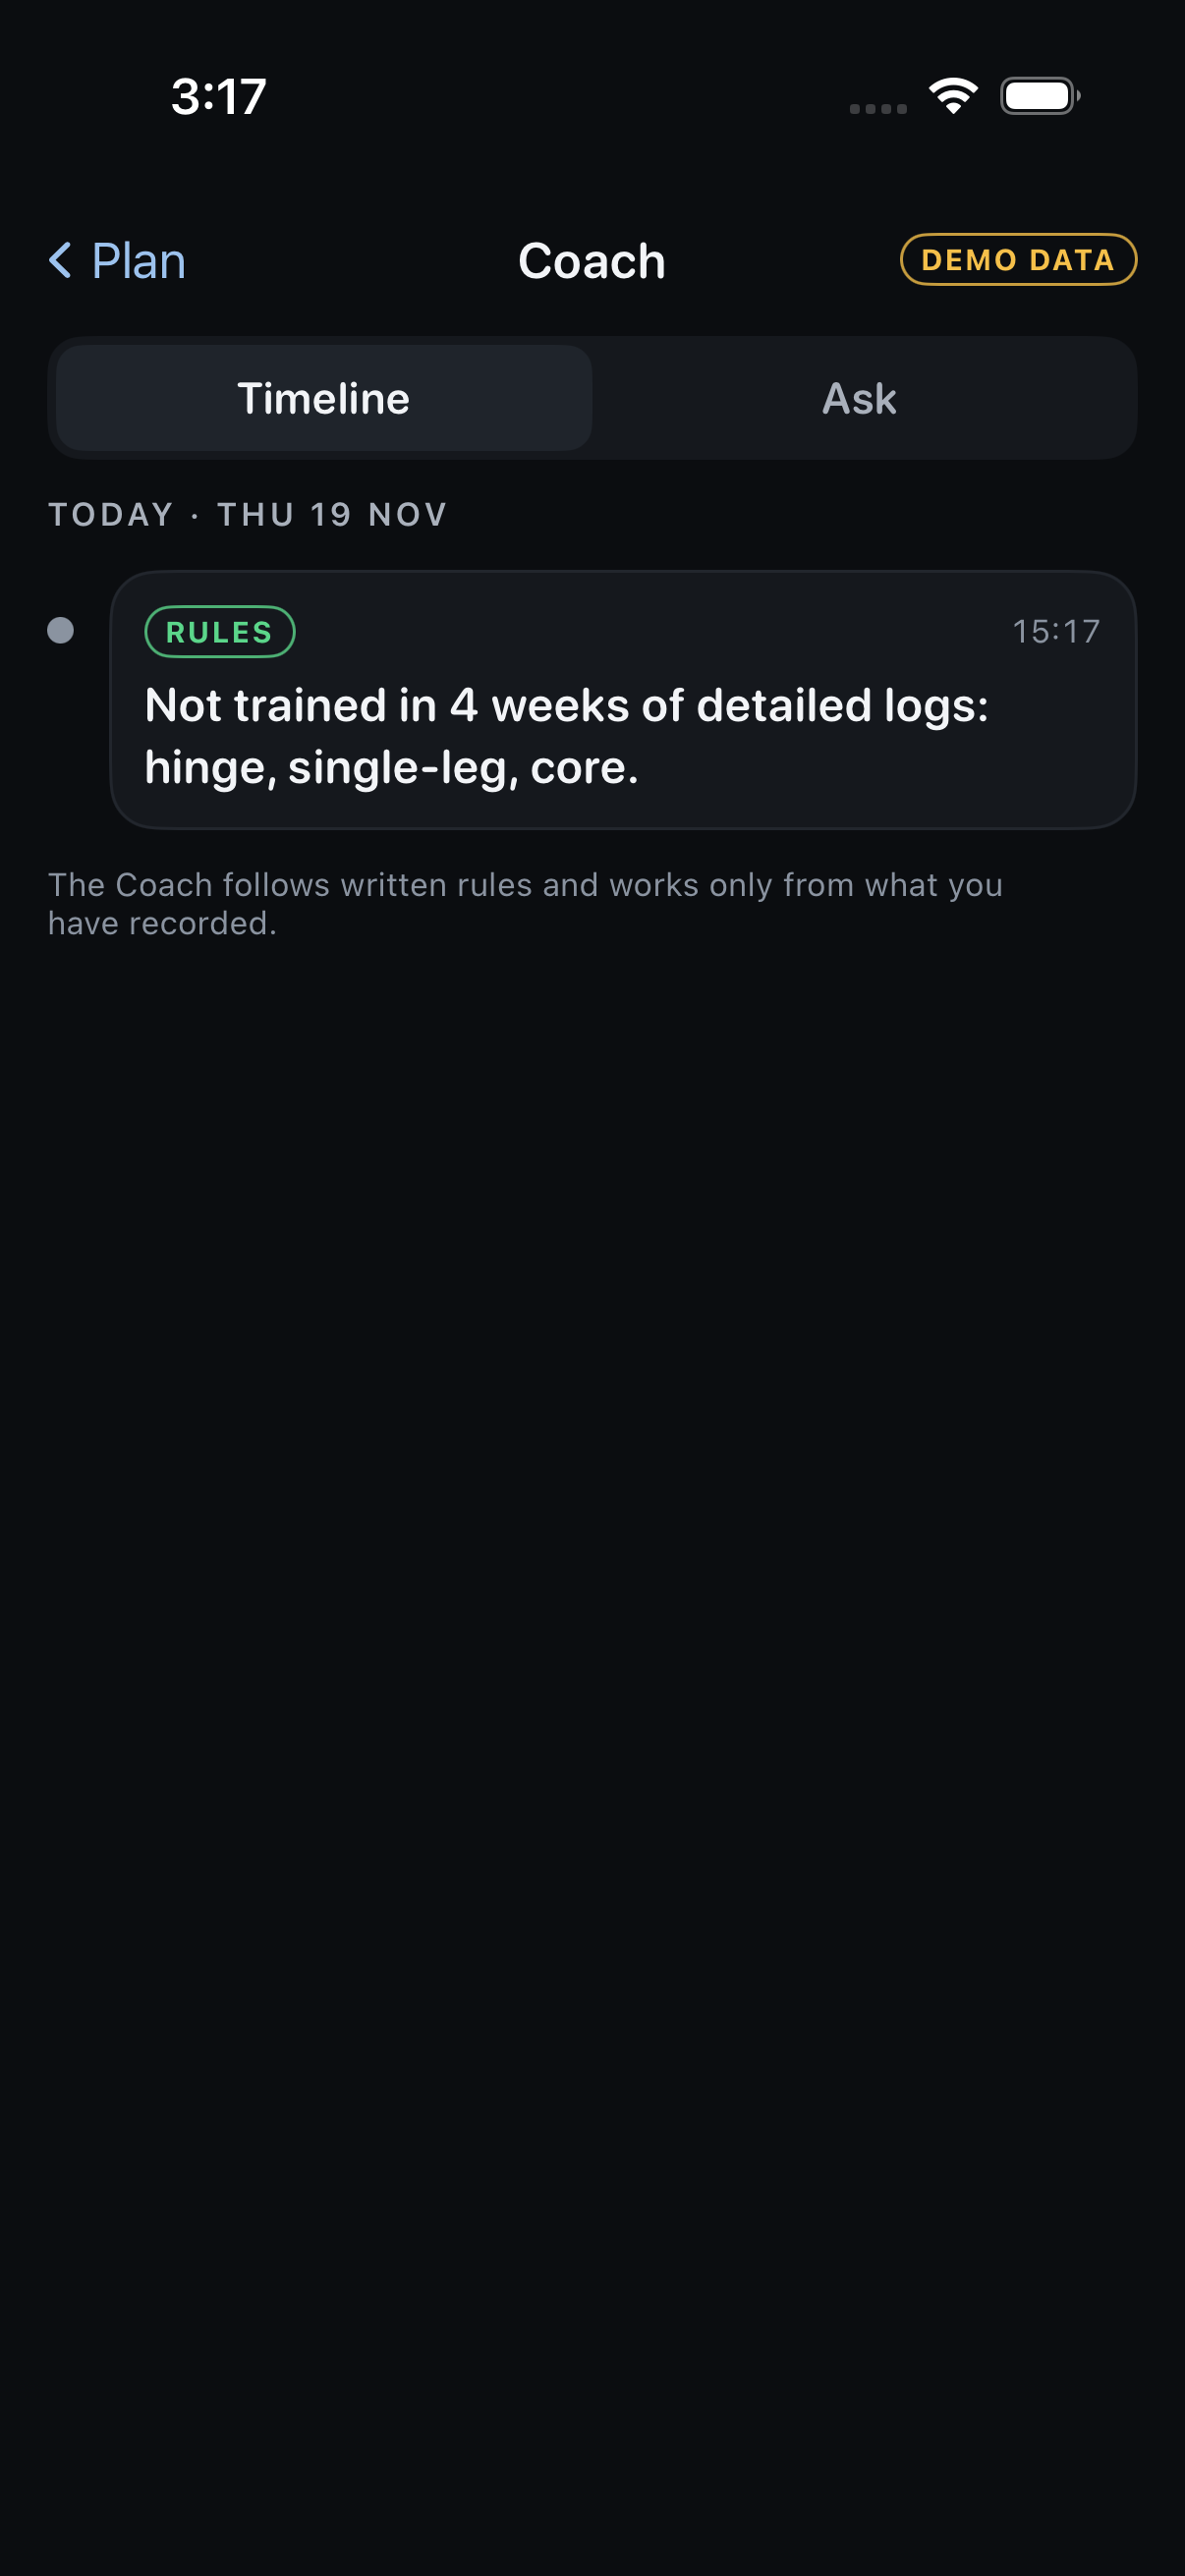 3:17
Plan
Coach
DEMO DATA
Timeline
Ask
TODAY · THU 19 NOV
RULES
15:17
Not trained in 4 weeks of detailed logs:
hinge, single-leg, core.
The Coach follows written rules and works only from what you
have recorded.